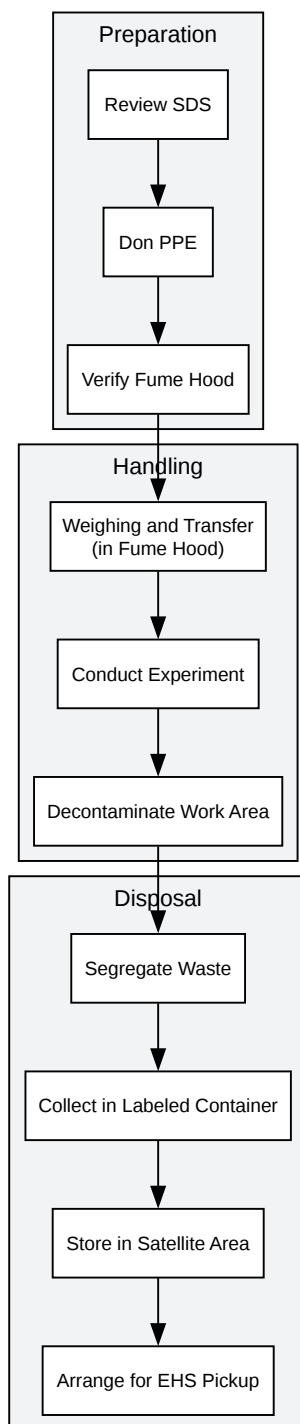 Preparation
Review SDS
Don PPE
Verify Fume Hood
Handling
Weighing and Transfer
(in Fume Hood)
Conduct Experiment
Decontaminate Work Area
Disposal
Segregate Waste
Collect in Labeled Container
Store in Satellite Area
Arrange for EHS Pickup